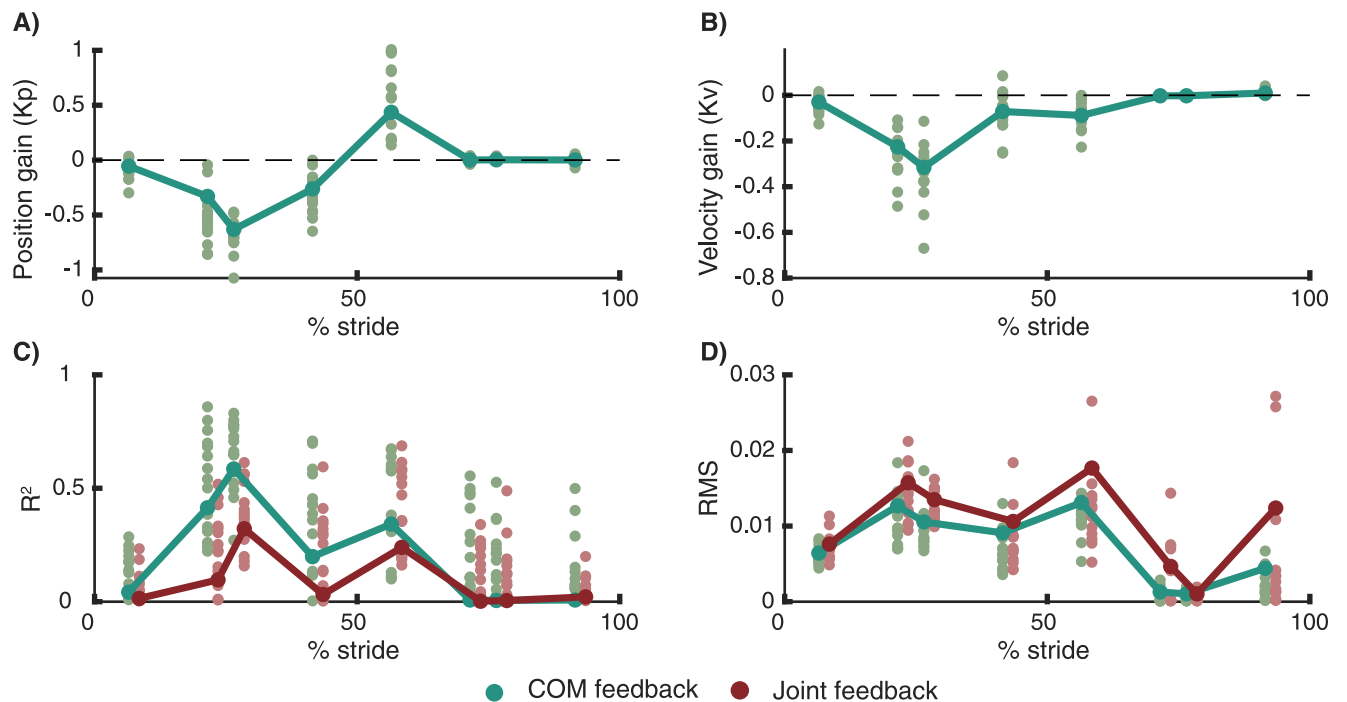 A)
Position gain (Kp)
1
0.5
0
-0.5
-1
0
50
100
% stride
B)
Velocity gain (Kv)
0
-0.2
-0.4
-0.6
-0.8
0
50
100
% stride
C)
R²
1
0.5
0
0
50
100
% stride
D)
RMS
0.03
0.02
0.01
0
0
50
100
% stride
COM feedback
Joint feedback